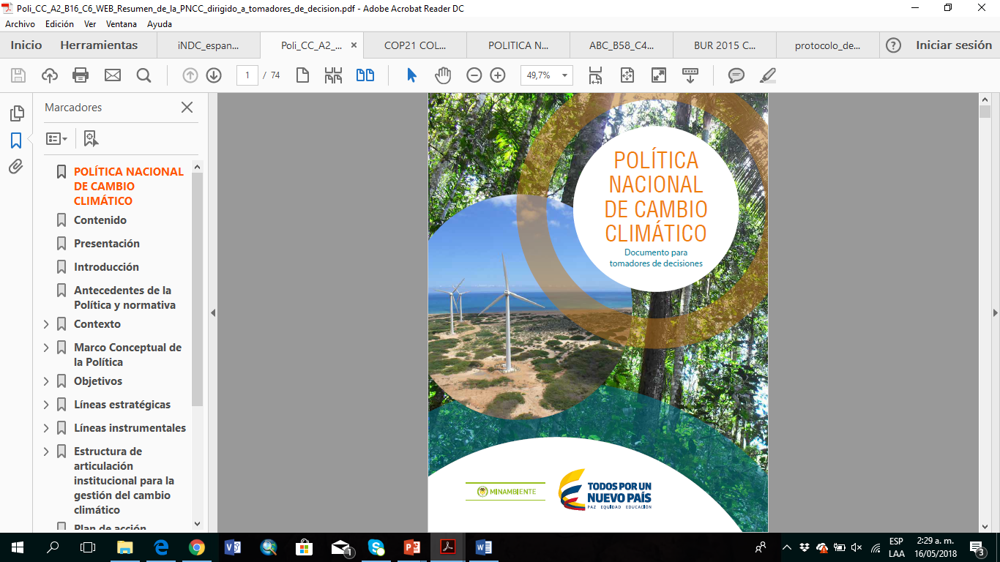 Poli_CC_A2_B16_C6_WEB_Resumen_de_la_PNCC_dirigido_a_tomadores_de_decision.pdf - Adobe Acrobat Reader DC
Archivo Edición Ver Ventana Ayuda
Inicio Herramientas iNDC_espan... Poli_CC_A2_... × COP21 COL... POLITICA N... ABC_B58_C4... BUR 2015 C... protocolo_de... ? Iniciar sesión
1 / 74 49,7%
Marcadores
POLÍTICA NACIONAL
DE CAMBIO
CLIMÁTICO
Contenido
Presentación
Introducción
Antecedentes de la
Política y normativa
Contexto
Marco Conceptual de
la Política
Objetivos
Líneas estratégicas
Líneas instrumentales
Estructura de
articulación
institucional para la
gestión del cambio
climático
Plan de acción
POLÍTICA
NACIONAL
DE CAMBIO
CLIMÁTICO
Documento para
tomadores de decisiones
MINAMBIENTE
TODOS POR UN
NUEVO PAÍS
PAZ EQUIDAD EDUCACIÓN
1
ESP
LAA
2:29 a. m.
16/05/2018
3